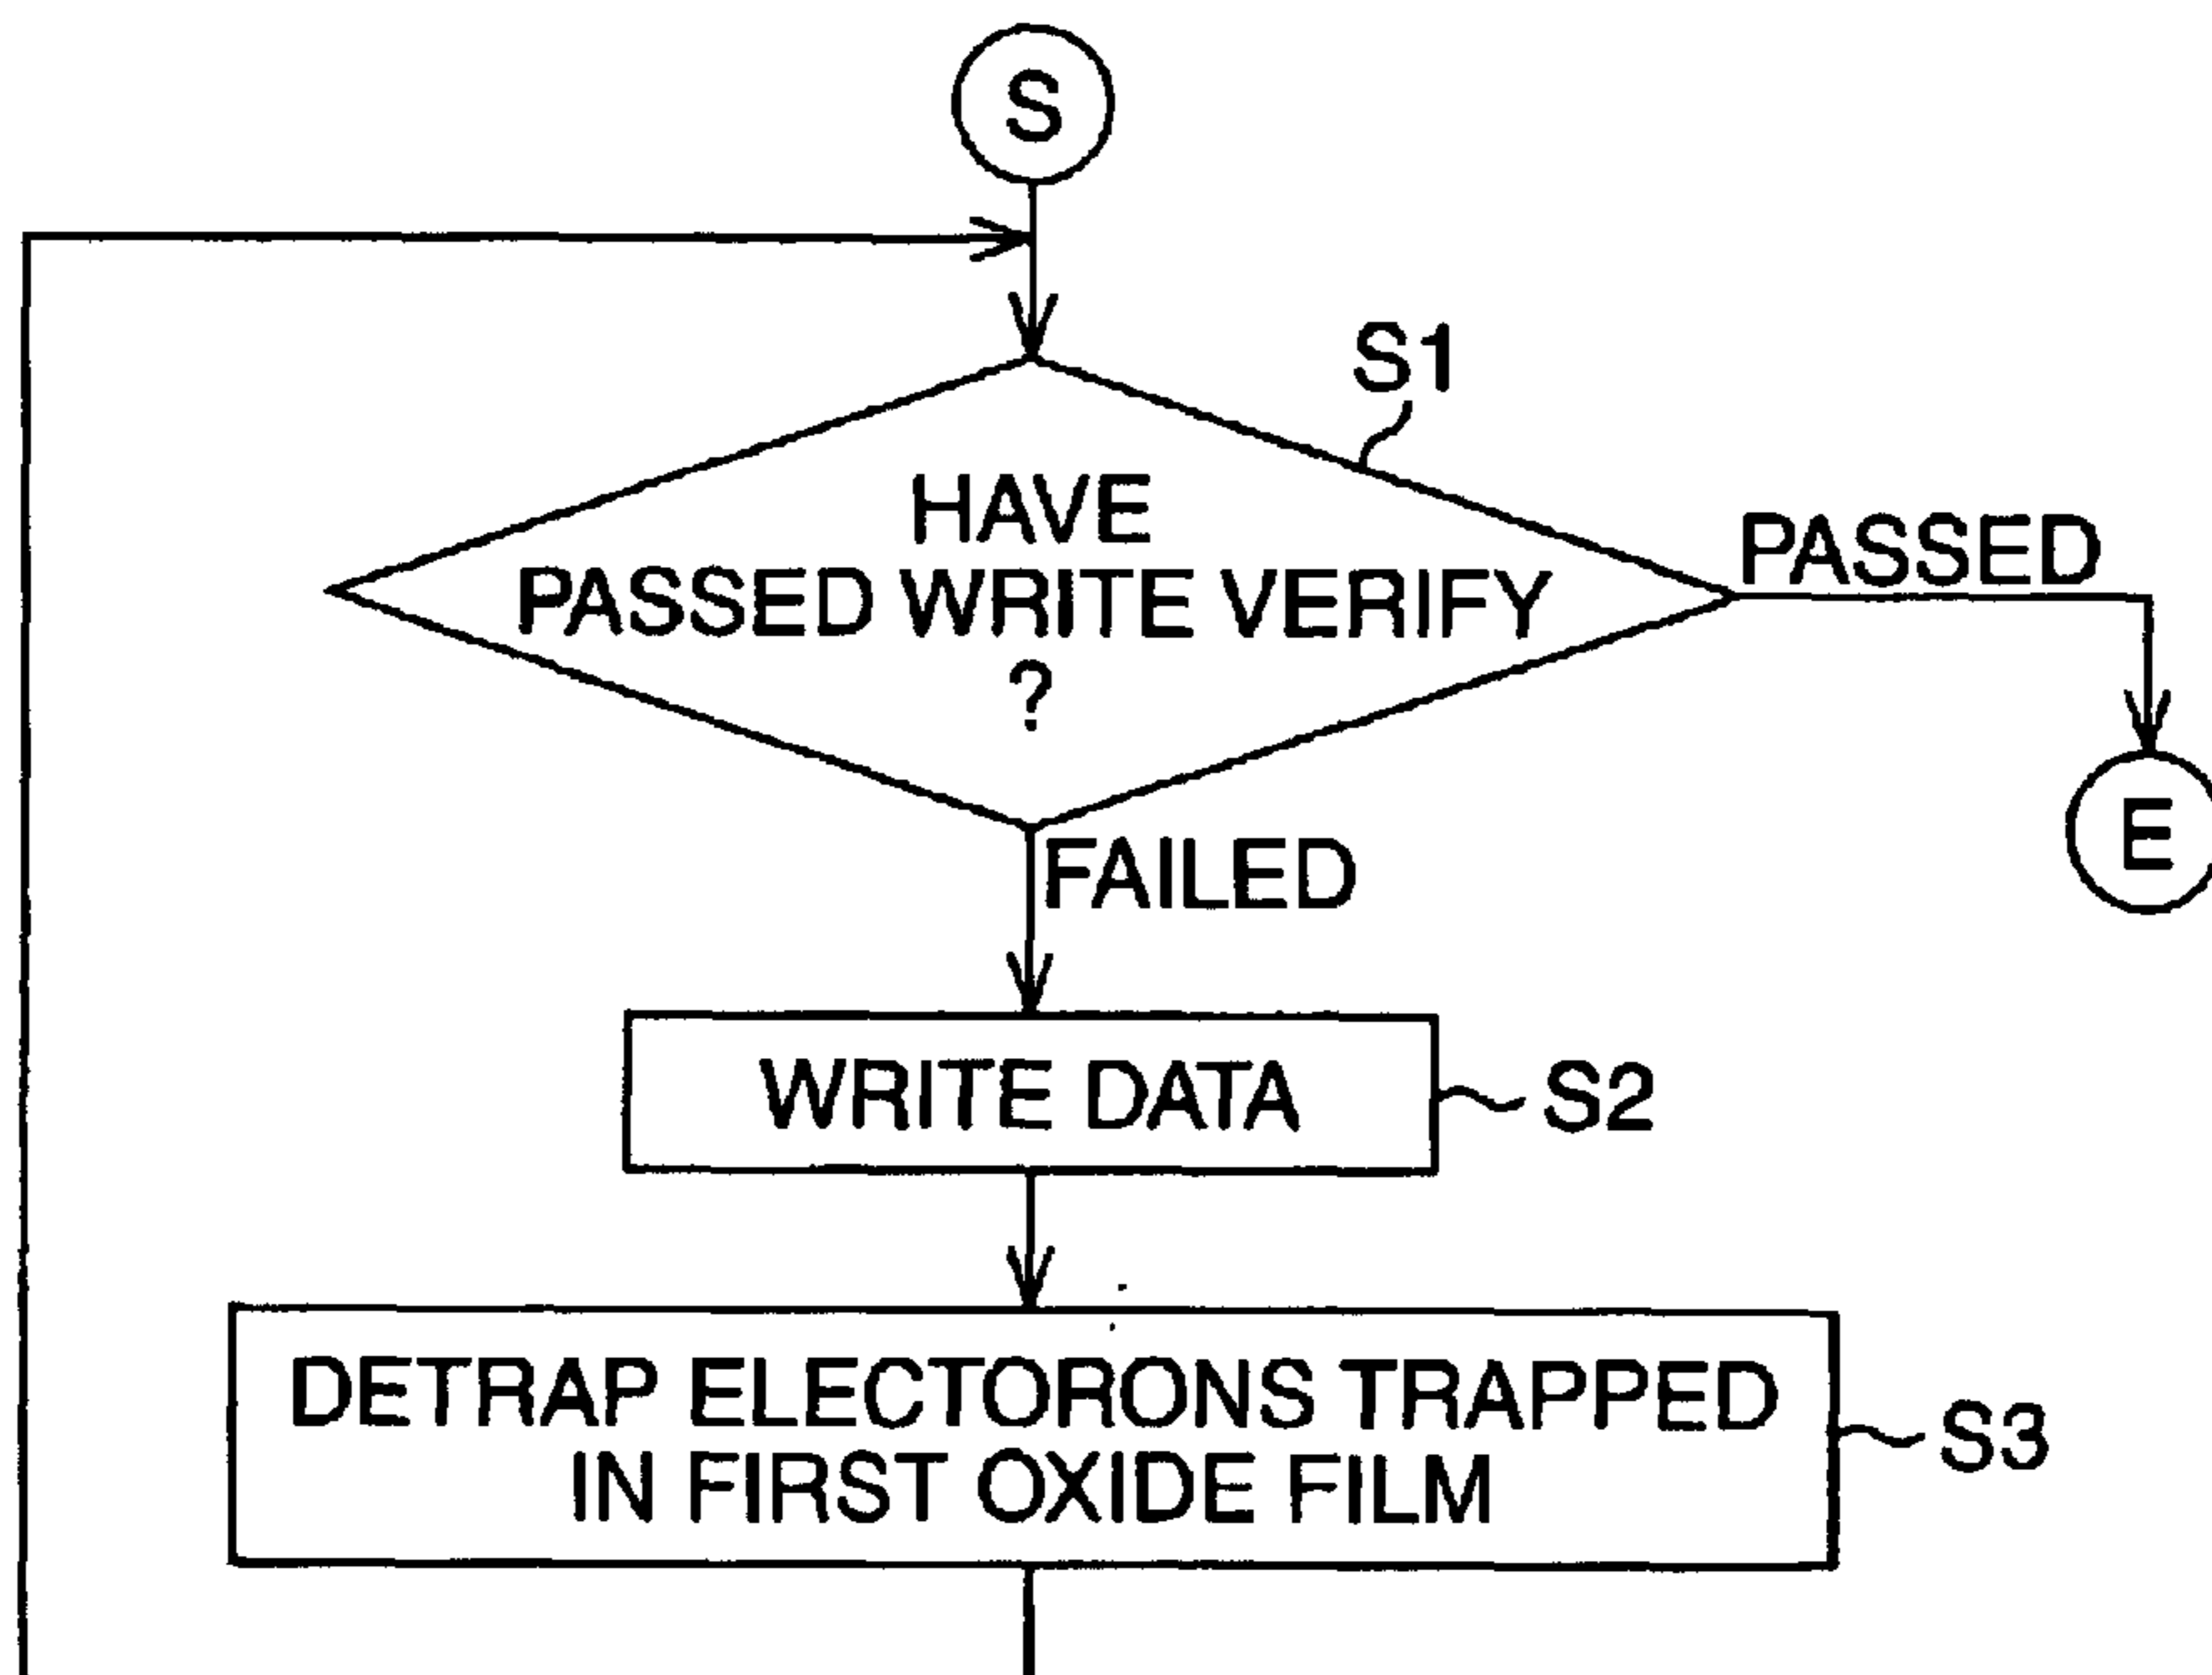 S
S1
HAVE
PASSED WRITE VERIFY
?
PASSED
E
FAILED
WRITE DATA
S2
DETRAP ELECTORONS TRAPPED
IN FIRST OXIDE FILM
S3